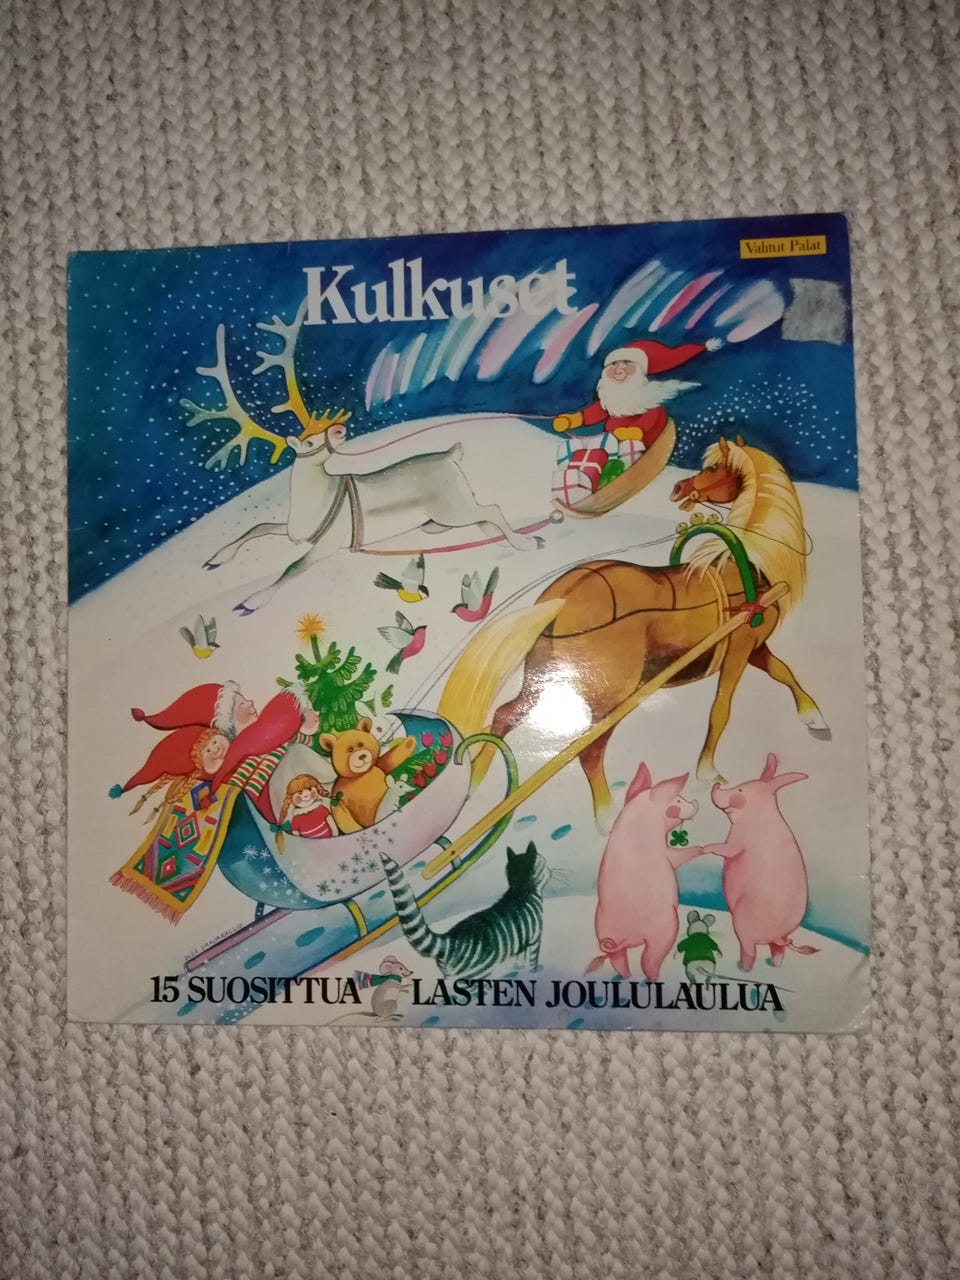 Valitut Palat
Kulkuset
15 SUOSITTUA LASTEN JOULULAULUA